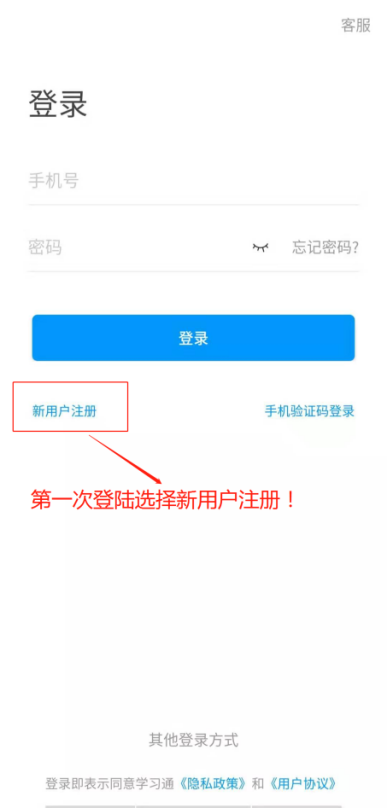 客服
登录
手机号
密码 忘记密码?
登录
新用户注册 手机验证码登录
第一次登陆选择新用户注册！
其他登录方式
登录即表示同意学习通《隐私政策》和《用户协议》